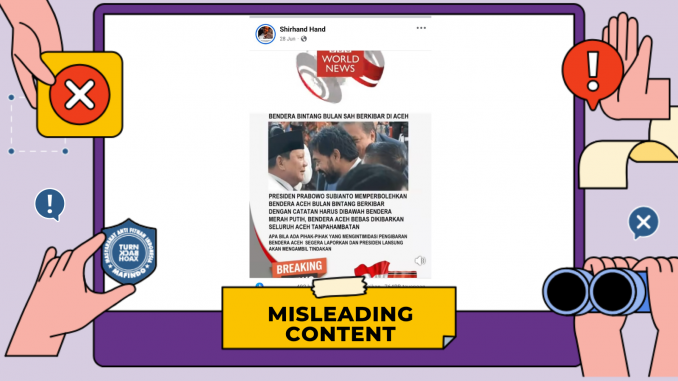 Shirhand Hand
28 Jun
WORLD
NEWS
BENDERA BINTANG BULAN SAH BERKIBAR DI ACEH
PRESIDEN PRABOWO SUBIANTO MEMPERBOLEHKAN
BENDERA ACEH BULAN BINTANG BERKIBAR
DENGAN CATATAN HARUS DIBAWAH BENDERA
MERAH PUTIH, BENDERA ACEH BEBAS DIKIBARKAN
SELURUH ACEH TANPAHAMBATAN
APA BILA ADA PIHAK-PIHAK YANG MENGINTIMIDASI PENGIBARAN
BENDERA ACEH SEGERA LAPORKAN DAN PRESIDEN LANSUNG
AKAN MENGAMBIL TINDAKAN
BREAKING
MASYARAKAT ANTI FITNAH INDONESIA
TURN
BACK
HOAX
MAFINDO
MISLEADING
CONTENT